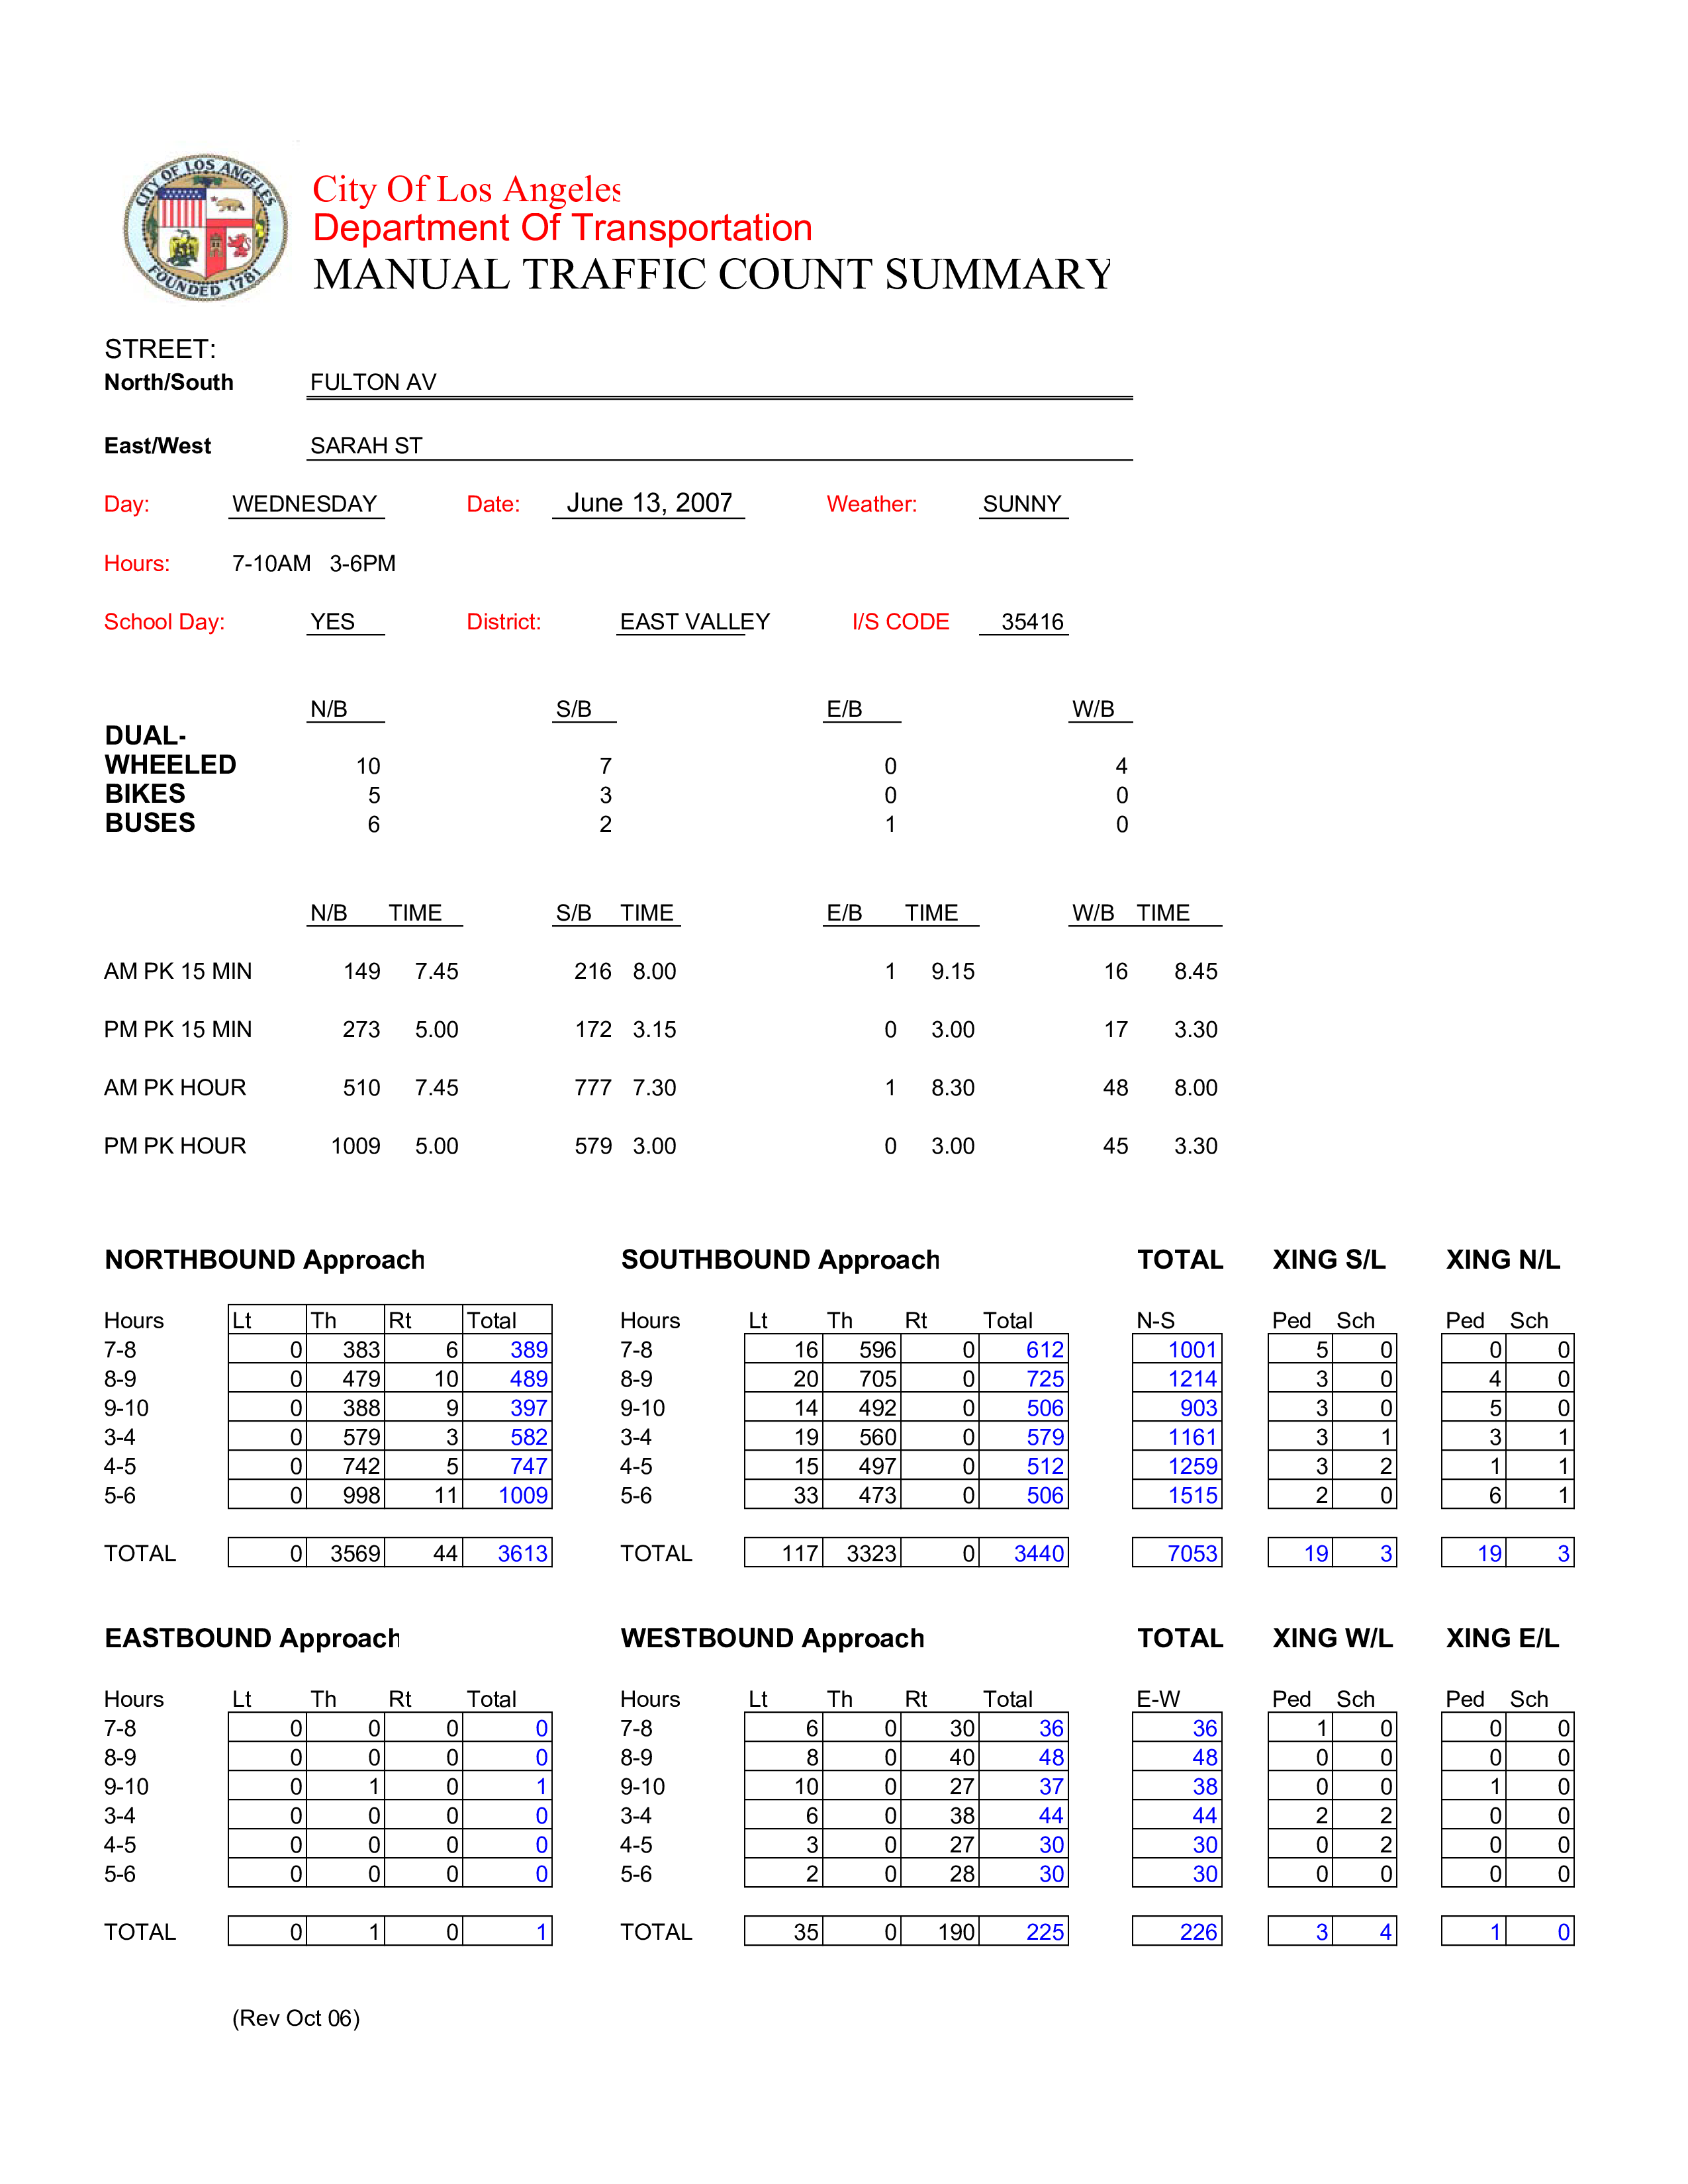 CITY OF LOS ANGELES
FOUNDED 1781
City Of Los Angeles
Department Of Transportation
MANUAL TRAFFIC COUNT SUMMARY
STREET:
North/South FULTON AV
East/West SARAH ST
Day: WEDNESDAY Date: June 13, 2007 Weather: SUNNY
Hours: 7-10AM 3-6PM
School Day: YES District: EAST VALLEY I/S CODE 35416
N/B S/B E/B W/B
DUAL-
WHEELED 10 7 0 4
BIKES 5 3 0 0
BUSES 6 2 1 0
N/B TIME S/B TIME E/B TIME W/B TIME
AM PK 15 MIN 149 7.45 216 8.00 1 9.15 16 8.45
PM PK 15 MIN 273 5.00 172 3.15 0 3.00 17 3.30
AM PK HOUR 510 7.45 777 7.30 1 8.30 48 8.00
PM PK HOUR 1009 5.00 579 3.00 0 3.00 45 3.30
NORTHBOUND Approach SOUTHBOUND Approach TOTAL XING S/L XING N/L
Hours Lt Th Rt Total Hours Lt Th Rt Total N-S Ped Sch Ped Sch
7-8 0 383 6 389 7-8 16 596 0 612 1001 5 0 0 0
8-9 0 479 10 489 8-9 20 705 0 725 1214 3 0 4 0
9-10 0 388 9 397 9-10 14 492 0 506 903 3 0 5 0
3-4 0 579 3 582 3-4 19 560 0 579 1161 3 1 3 1
4-5 0 742 5 747 4-5 15 497 0 512 1259 3 2 1 1
5-6 0 998 11 1009 5-6 33 473 0 506 1515 2 0 6 1
TOTAL 0 3569 44 3613 TOTAL 117 3323 0 3440 7053 19 3 19 3
EASTBOUND Approach WESTBOUND Approach TOTAL XING W/L XING E/L
Hours Lt Th Rt Total Hours Lt Th Rt Total E-W Ped Sch Ped Sch
7-8 0 0 0 0 7-8 6 0 30 36 36 1 0 0 0
8-9 0 0 0 0 8-9 8 0 40 48 48 0 0 0 0
9-10 0 1 0 1 9-10 10 0 27 37 38 0 0 1 0
3-4 0 0 0 0 3-4 6 0 38 44 44 2 2 0 0
4-5 0 0 0 0 4-5 3 0 27 30 30 0 2 0 0
5-6 0 0 0 0 5-6 2 0 28 30 30 0 0 0 0
TOTAL 0 1 0 1 TOTAL 35 0 190 225 226 3 4 1 0
(Rev Oct 06)